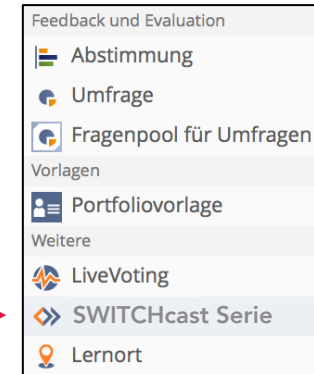 Feedback und Evaluation
Abstimmung
Umfrage
Fragenpool für Umfragen
Vorlagen
Portfoliovorlage
Weitere
LiveVoting
SWITCHcast Serie
Lernort